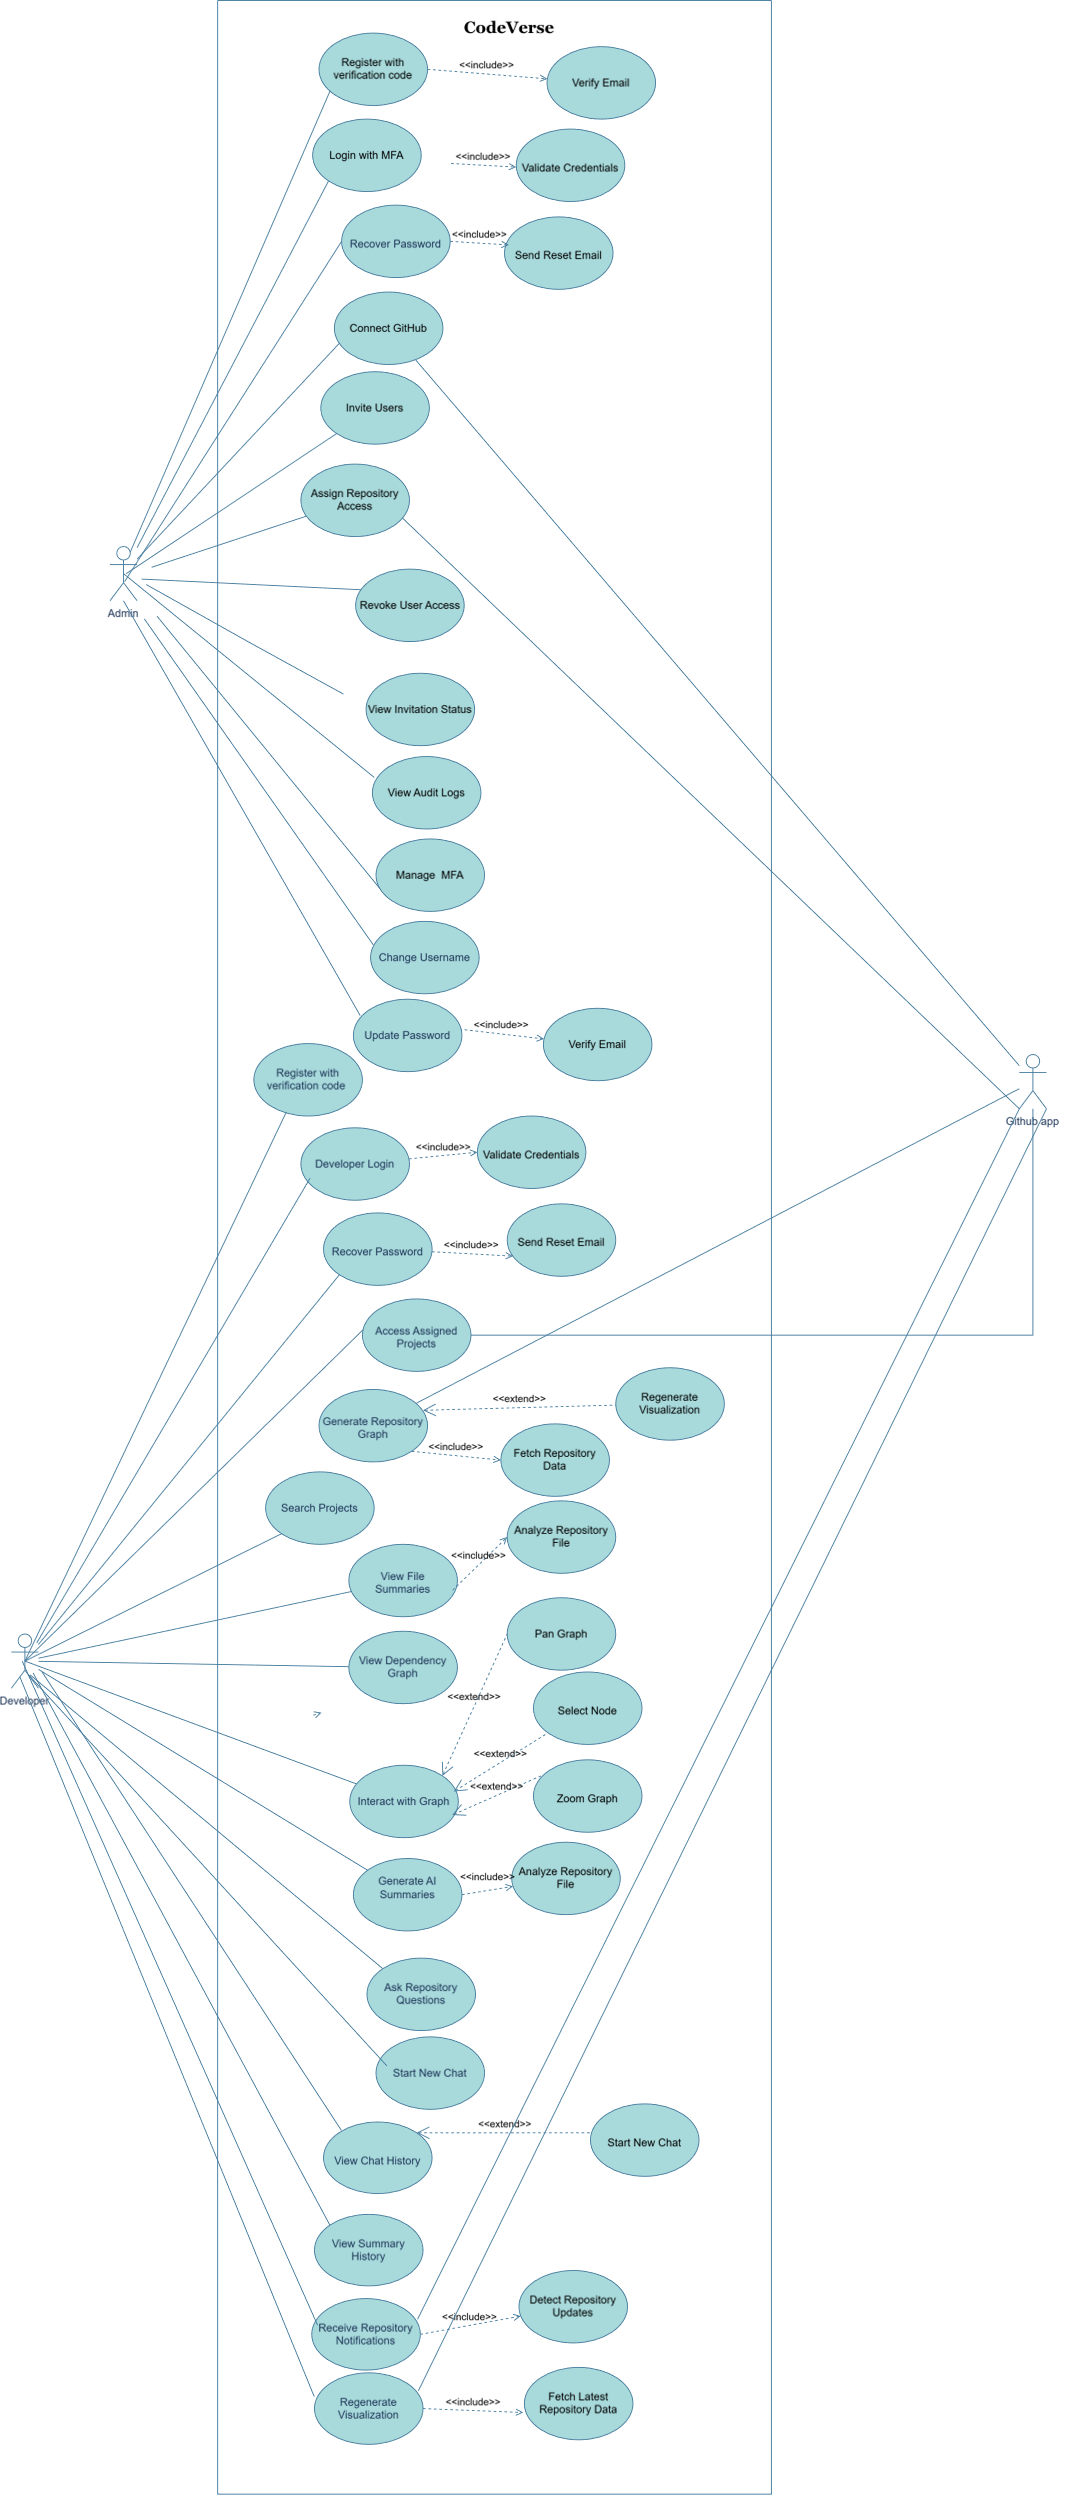 CodeVerse
Register with
verification code
<<include>>
Verify Email
Login with MFA
<<include>>
Validate Credentials
Recover Password
<<include>>
Send Reset Email
Connect GitHub
Invite Users
Assign Repository
Access
Admin
Revoke User Access
View Invitation Status
View Audit Logs
Manage  MFA
Change Username
Update Password
<<include>>
Verify Email
Register with
verification code
Github app
Developer Login
<<include>>
Validate Credentials
Recover Password
<<include>>
Send Reset Email
Access Assigned
Projects
Generate Repository
Graph
<<extend>>
Regenerate
Visualization
<<include>>
Fetch Repository
Data
Search Projects
Analyze Repository
File
<<include>>
View File
Summaries
Pan Graph
View Dependency
Graph
Developer
<<extend>>
Select Node
<<extend>>
<<extend>>
Zoom Graph
Interact with Graph
Generate AI
Summaries
<<include>>
Analyze Repository
File
Ask Repository
Questions
Start New Chat
<<extend>>
Start New Chat
View Chat History
View Summary
History
Detect Repository
Updates
<<include>>
Receive Repository
Notifications
Regenerate
Visualization
<<include>>
Fetch Latest
Repository Data